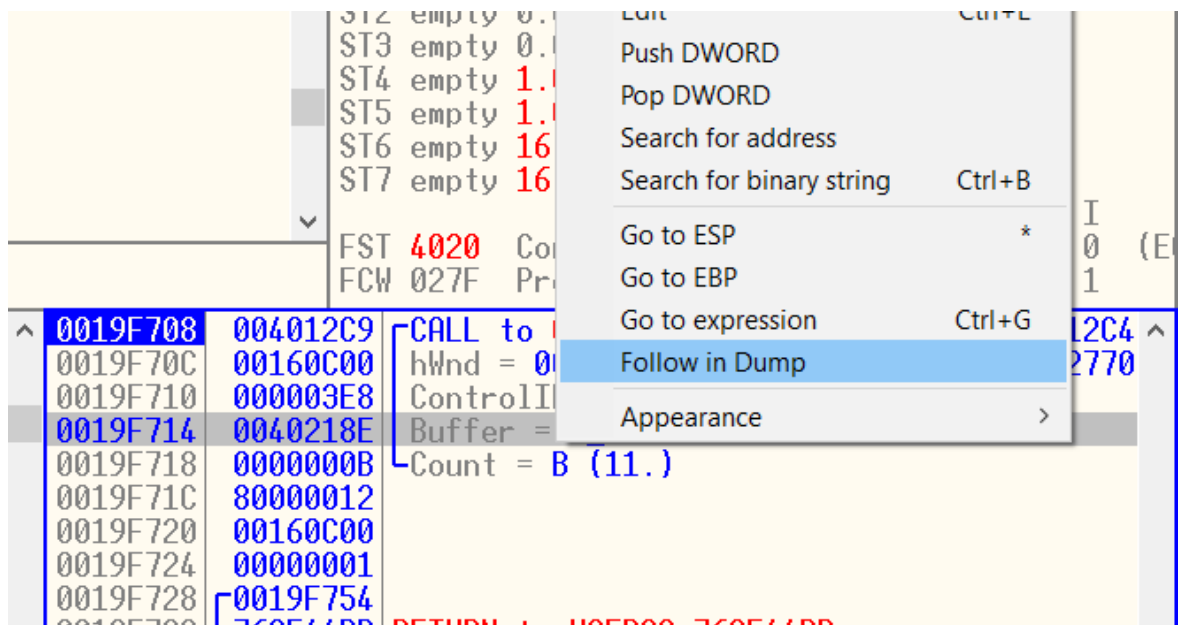 ST3 empty 0.
Push DWORD
ST4 empty 1.
Pop DWORD
ST5 empty 1.
Search for address
ST6 empty 16
ST7 empty 16
Search for binary string Ctrl+B
I
Go to ESP *
FST 4020 Co
0 (E
Go to EBP
FCW 027F Pr
1
0019F708 004012C9 CALL to
Go to expression Ctrl+G
12C4
0019F70C 00160C00 hWnd = 0
Follow in Dump
2770
0019F710 000003E8 ControlI
Appearance >
0019F714 0040218E Buffer =
0019F718 0000000B Count = B (11.)
0019F71C 80000012
0019F720 00160C00
0019F724 00000001
0019F728 0019F754